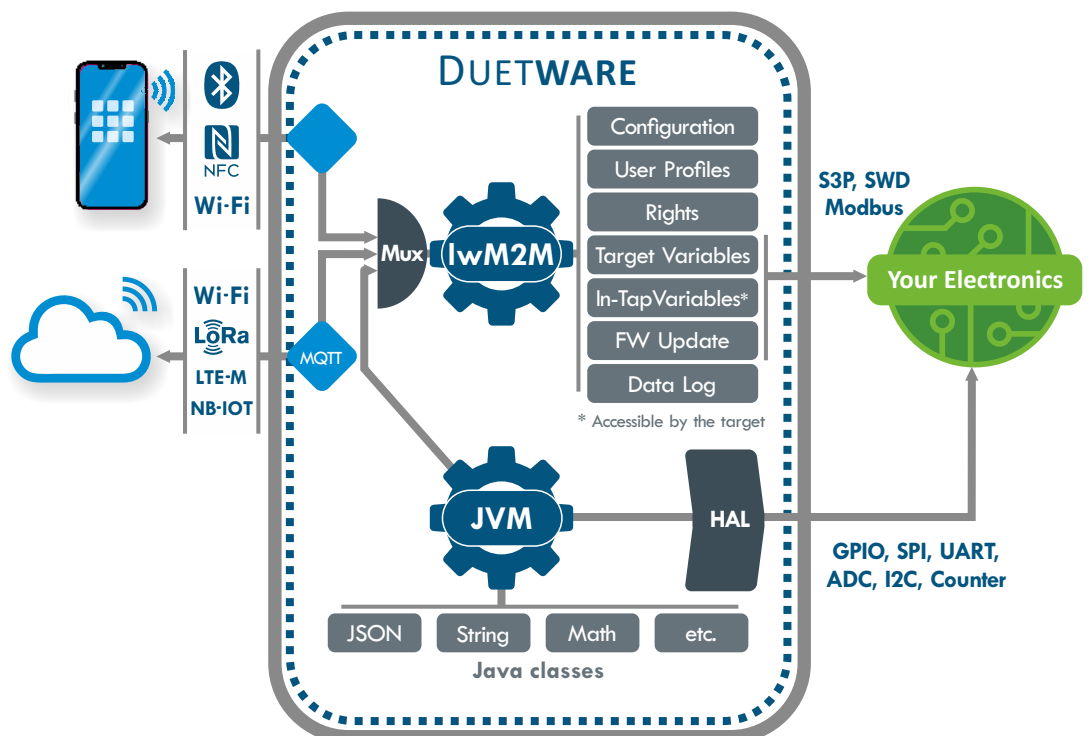 DUETWARE
NFC
Wi-Fi
Wi-Fi
LoRa
LTE-M
NB-IOT
MQTT
Mux
lwM2M
Configuration
User Profiles
Rights
Target Variables
In-TapVariables*
FW Update
Data Log
* Accessible by the target
S3P, SWD
Modbus
Your Electronics
JVM
HAL
GPIO, SPI, UART,
ADC, I2C, Counter
JSON
String
Math
etc.
Java classes